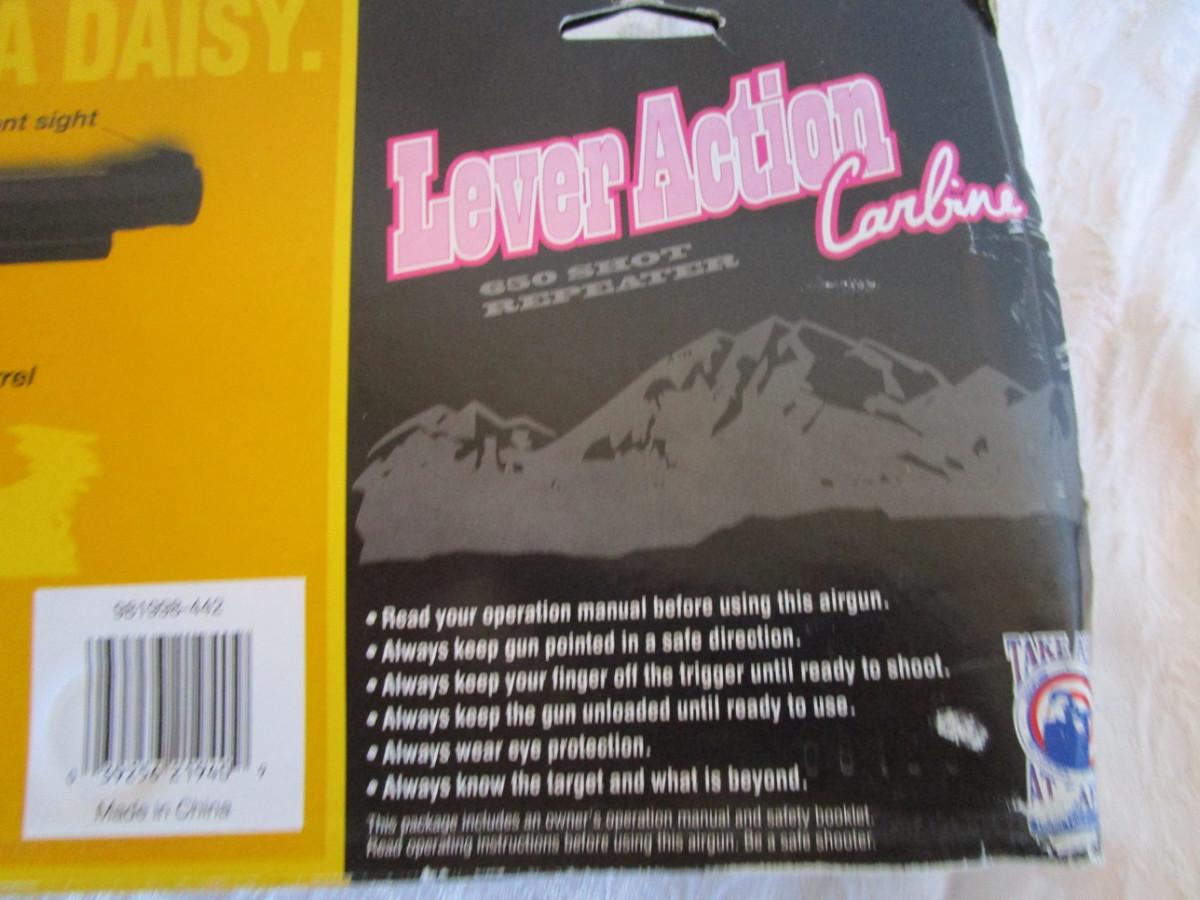 A DAISY.
nt sight
rel
981998-442
Made in China
Lever Action
Carbine
650 SHOT
REPEATER
• Read your operation manual before using this airgun.
• Always keep gun pointed in a safe direction.
• Always keep your finger off the trigger until ready to shoot.
• Always keep the gun unloaded until ready to use.
• Always wear eye protection.
• Always know the target and what is beyond.
This package includes an owner's operation manual and safety booklet.
Read operating instructions before using this airgun. Be a safe shooter.
TAKE
AT